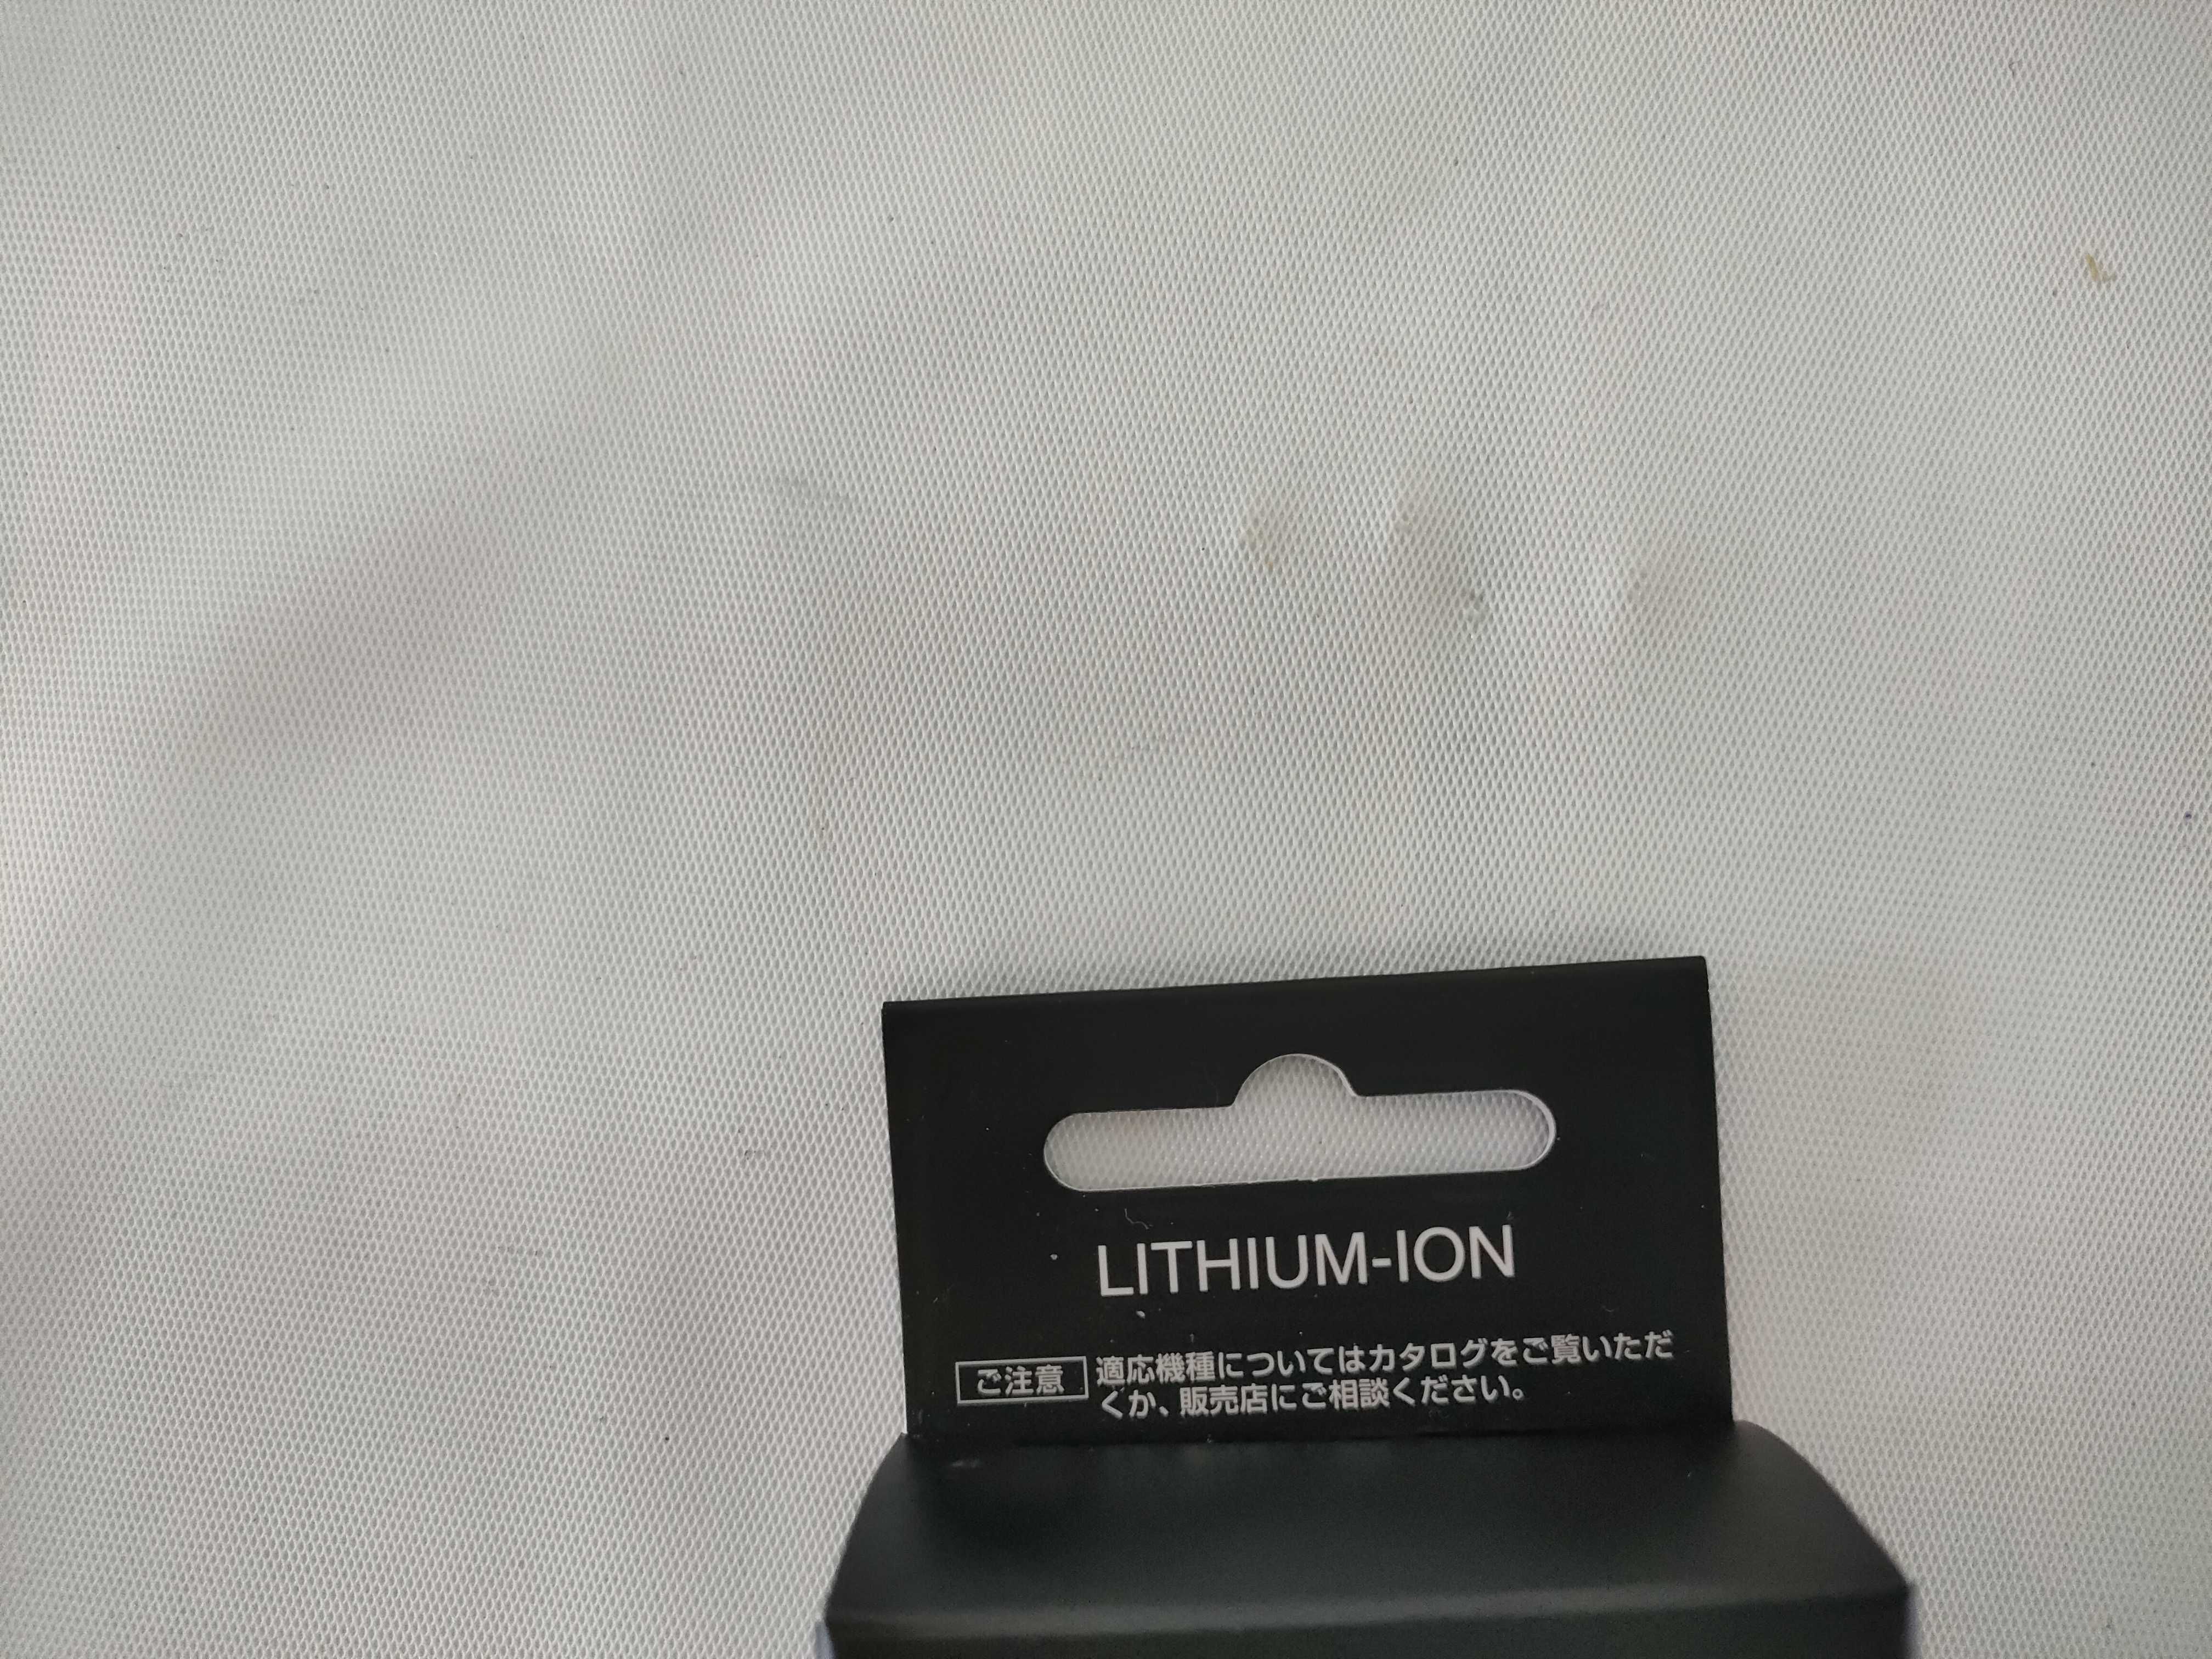 LITHIUM-ION
ご注意 適応機種についてはカタログをご覧いただ
くか、販売店にご相談ください。